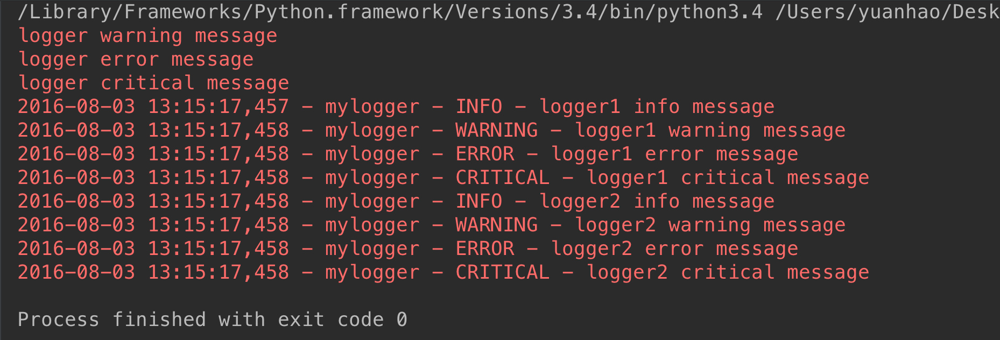 /Library/Frameworks/Python.framework/Versions/3.4/bin/python3.4 /Users/yuanhao/Desk
logger warning message
logger error message
logger critical message
2016-08-03 13:15:17,457 - mylogger - INFO - logger1 info message
2016-08-03 13:15:17,458 - mylogger - WARNING - logger1 warning message
2016-08-03 13:15:17,458 - mylogger - ERROR - logger1 error message
2016-08-03 13:15:17,458 - mylogger - CRITICAL - logger1 critical message
2016-08-03 13:15:17,458 - mylogger - INFO - logger2 info message
2016-08-03 13:15:17,458 - mylogger - WARNING - logger2 warning message
2016-08-03 13:15:17,458 - mylogger - ERROR - logger2 error message
2016-08-03 13:15:17,458 - mylogger - CRITICAL - logger2 critical message
Process finished with exit code 0